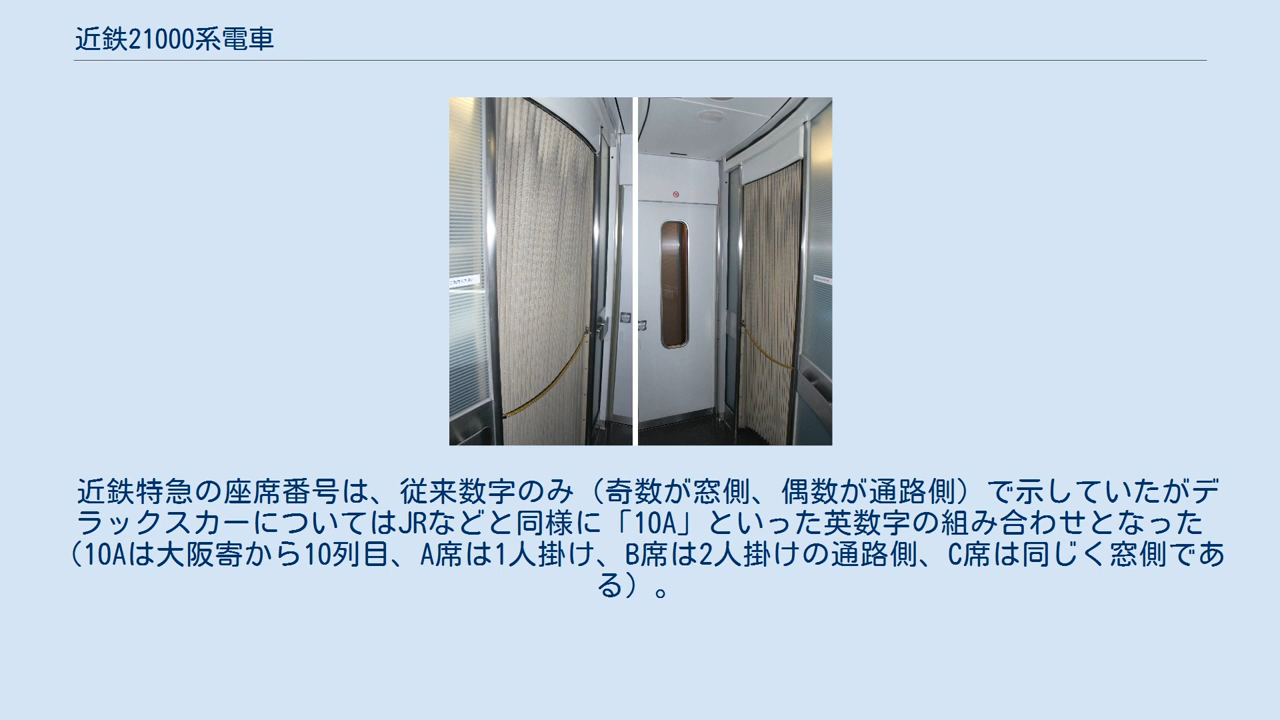 近鉄21000系電車
近鉄特急の座席番号は、従来数字のみ（奇数が窓側、偶数が通路側）で示していたがデ
ラックスカーについてはJRなどと同様に「10A」といった英数字の組み合わせとなった
（10Aは大阪寄から10列目、A席は1人掛け、B席は2人掛けの通路側、C席は同じく窓側であ
る）。